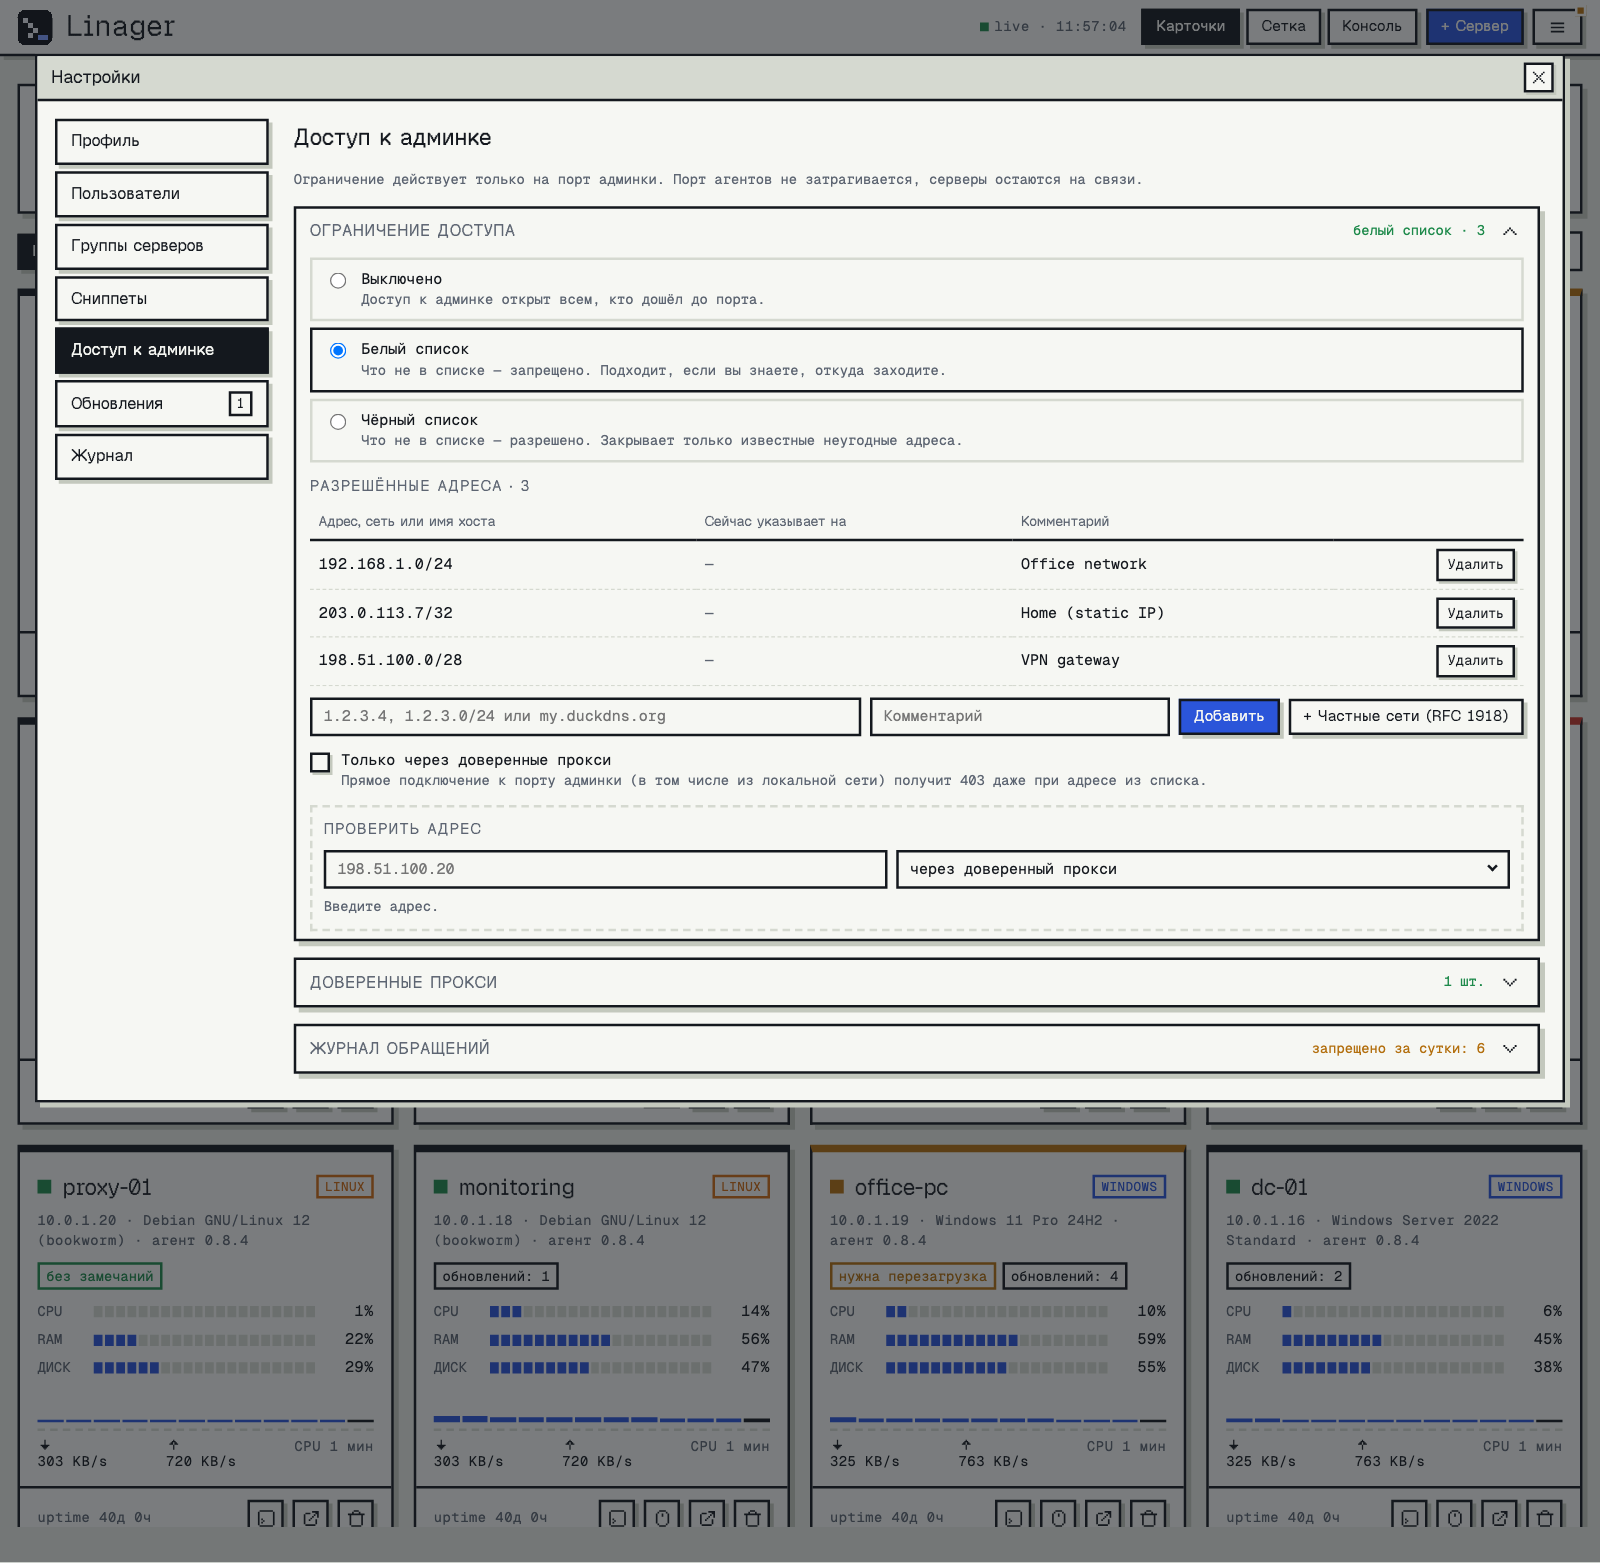 Linager
live · 11:57:04
Карточки
Сетка
Консоль
+ Сервер
Настройки
Профиль
Пользователи
Группы серверов
Сниппеты
Доступ к админке
Обновления
1
Журнал
Доступ к админке
Ограничение действует только на порт админки. Порт агентов не затрагивается, серверы остаются на связи.
ОГРАНИЧЕНИЕ ДОСТУПА
белый список · 3
Выключено
Доступ к админке открыт всем, кто дошёл до порта.
Белый список
Что не в списке — запрещено. Подходит, если вы знаете, откуда заходите.
Чёрный список
Что не в списке — разрешено. Закрывает только известные неугодные адреса.
РАЗРЕШЁННЫЕ АДРЕСА · 3
Адрес, сеть или имя хоста
Сейчас указывает на
Комментарий
192.168.1.0/24
—
Office network
Удалить
203.0.113.7/32
—
Home (static IP)
Удалить
198.51.100.0/28
—
VPN gateway
Удалить
1.2.3.4, 1.2.3.0/24 или my.duckdns.org
Комментарий
Добавить
+ Частные сети (RFC 1918)
Только через доверенные прокси
Прямое подключение к порту админки (в том числе из локальной сети) получит 403 даже при адресе из списка.
ПРОВЕРИТЬ АДРЕС
198.51.100.20
через доверенный прокси
Введите адрес.
ДОВЕРЕННЫЕ ПРОКСИ
1 шт.
ЖУРНАЛ ОБРАЩЕНИЙ
запрещено за сутки: 6
proxy-01
LINUX
10.0.1.20 · Debian GNU/Linux 12
(bookworm) · агент 0.8.4
без замечаний
CPU
1%
RAM
22%
ДИСК
29%
303 KB/s
720 KB/s
CPU 1 мин
uptime 40д 0ч
monitoring
LINUX
10.0.1.18 · Debian GNU/Linux 12
(bookworm) · агент 0.8.4
обновлений: 1
CPU
14%
RAM
56%
ДИСК
47%
303 KB/s
720 KB/s
CPU 1 мин
uptime 40д 0ч
office-pc
WINDOWS
10.0.1.19 · Windows 11 Pro 24H2 ·
агент 0.8.4
нужна перезагрузка
обновлений: 4
CPU
10%
RAM
59%
ДИСК
55%
325 KB/s
763 KB/s
CPU 1 мин
uptime 40д 0ч
dc-01
WINDOWS
10.0.1.16 · Windows Server 2022
Standard · агент 0.8.4
обновлений: 2
CPU
6%
RAM
45%
ДИСК
38%
325 KB/s
763 KB/s
CPU 1 мин
uptime 40д 0ч